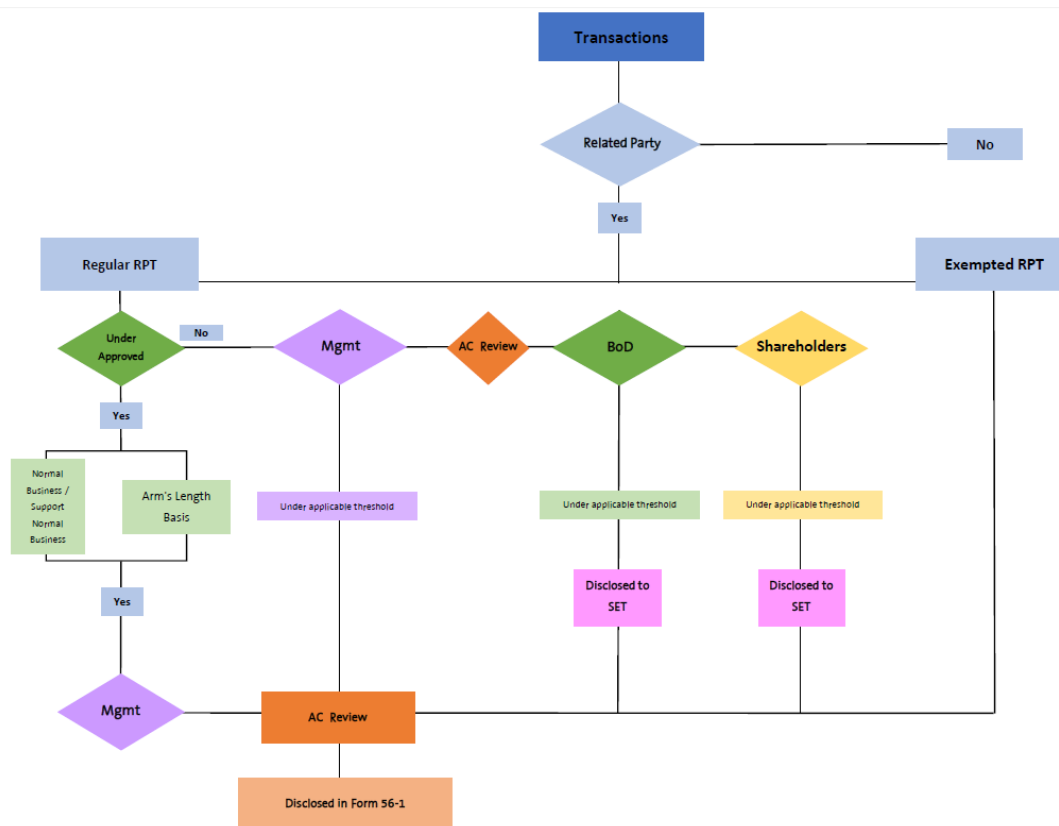 Transactions
Related Party
No
Yes
Regular RPT
Exempted RPT
Under
Approved
No
Mgmt
AC Review
BoD
Shareholders
Yes
Normal
Business /
Support
Normal
Business
Arm's Length
Basis
Under applicable threshold
Under applicable threshold
Under applicable threshold
Disclosed to
SET
Disclosed to
SET
Yes
Mgmt
AC Review
Disclosed in Form 56-1